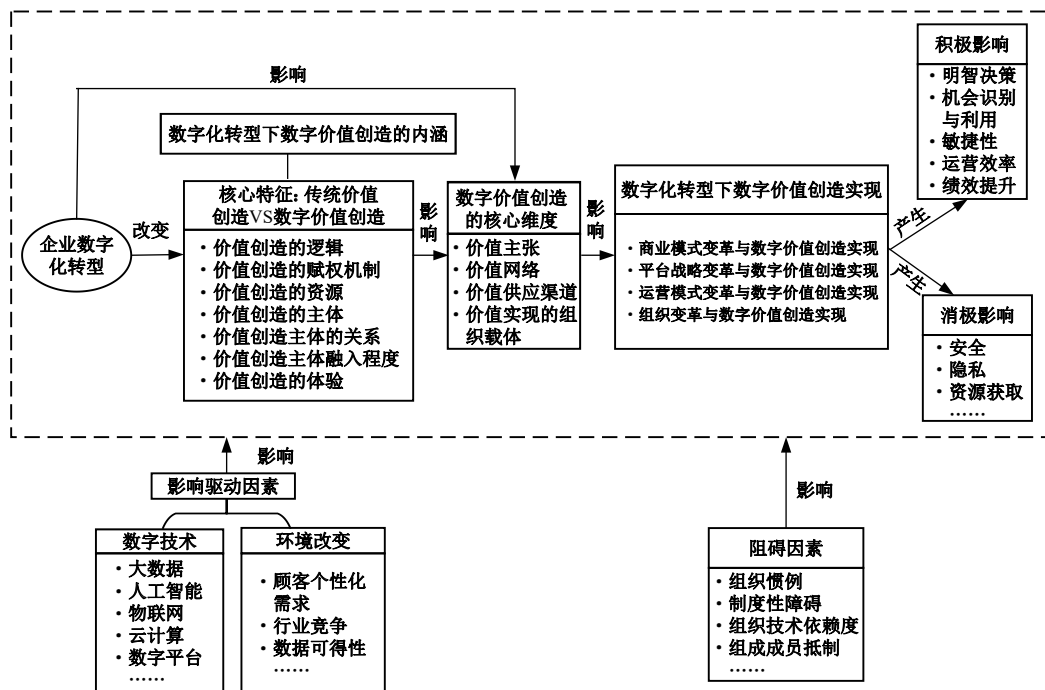 影响
数字化转型下数字价值创造的内涵
企业数字
化转型
改变
核心特征：传统价值
创造VS数字价值创造
·价值创造的逻辑
·价值创造的赋权机制
·价值创造的资源
·价值创造的主体
·价值创造主体的关系
·价值创造主体融入程度
·价值创造的体验
影
响
数字价值创造
的核心维度
·价值主张
·价值网络
·价值供应渠道
·价值实现的组
织载体
影
响
数字化转型下数字价值创造实现
·商业模式变革与数字价值创造实现
·平台战略变革与数字价值创造实现
·运营模式变革与数字价值创造实现
·组织变革与数字价值创造实现
产生
积极影响
·明智决策
·机会识别
与利用
·敏捷性
·运营效率
·绩效提升
产生
消极影响
·安全
·隐私
·资源获取
……
影响
影响驱动因素
数字技术
·大数据
·人工智能
·物联网
·云计算
·数字平台
……
环境改变
·顾客个性化
需求
·行业竞争
·数据可得性
……
影响
阻碍因素
·组织惯例
·制度性障碍
·组织技术依赖度
·组成成员抵制
……